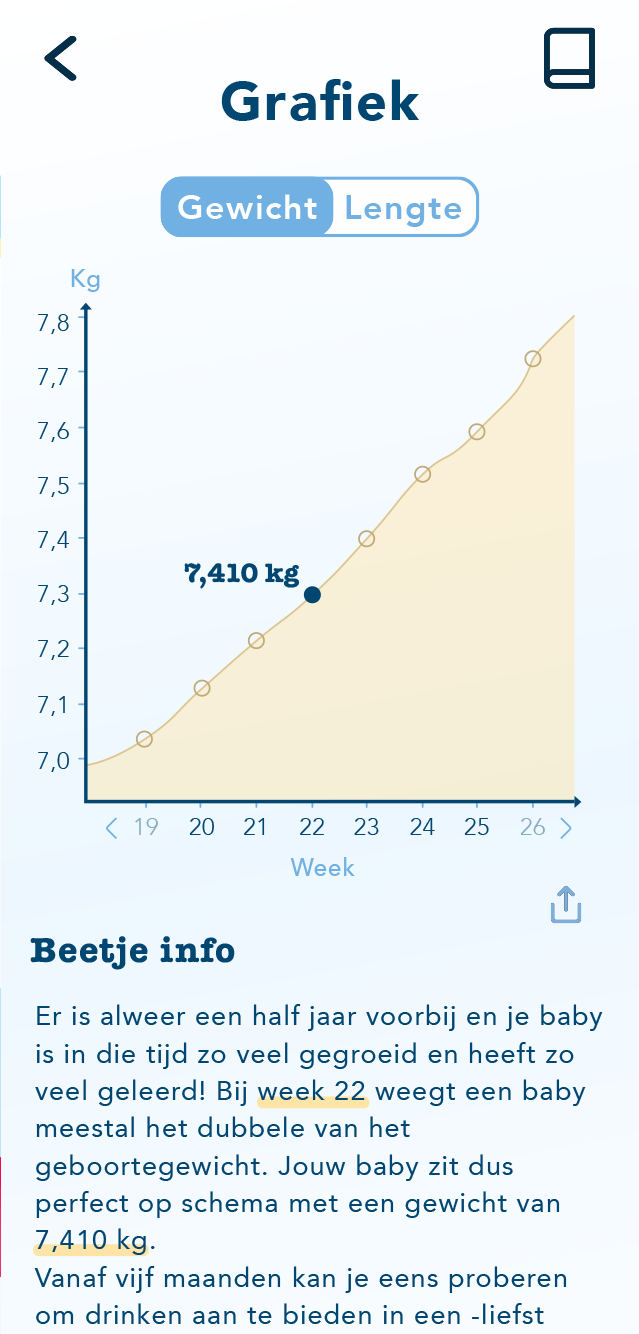 Grafiek
Gewicht Lengte
Kg
7,8
7,7
7,6
7,5
7,4
7,410 kg
7,3
7,2
7,1
7,0
19 20 21 22 23 24 25 26
Week
Beetje info
Er is alweer een half jaar voorbij en je baby
is in die tijd zo veel gegroeid en heeft zo
veel geleerd! Bij week 22 weegt een baby
meestal het dubbele van het
geboortegewicht. Jouw baby zit dus
perfect op schema met een gewicht van
7,410 kg.
Vanaf vijf maanden kan je eens proberen
om drinken aan te bieden in een -liefst